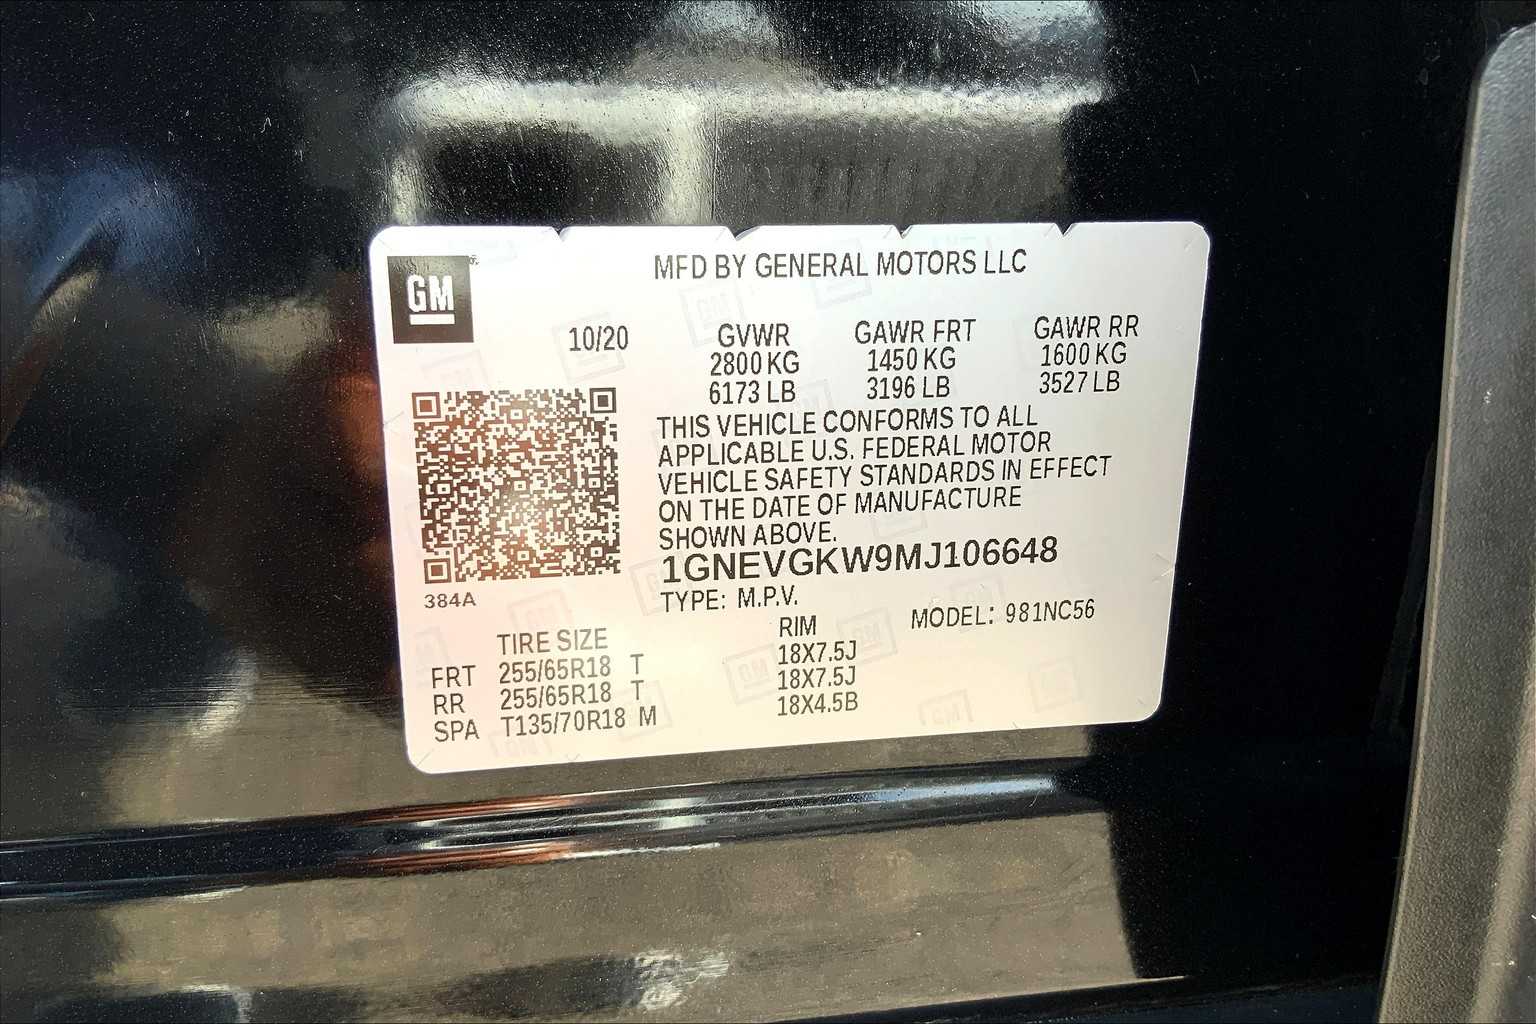 GM
MFD BY GENERAL MOTORS LLC
10/20 GVWR GAWR FRT GAWR RR
2800 KG 1450 KG 1600 KG
6173 LB 3196 LB 3527 LB
THIS VEHICLE CONFORMS TO ALL
APPLICABLE U.S. FEDERAL MOTOR
VEHICLE SAFETY STANDARDS IN EFFECT
ON THE DATE OF MANUFACTURE
SHOWN ABOVE.
1GNEVGKW9MJ106648
384A
TYPE: M.P.V. MODEL: 981NC56
TIRE SIZE RIM
FRT 255/65R18 T 18X7.5J
RR 255/65R18 T 18X7.5J
SPA T135/70R18 M 18X4.5B